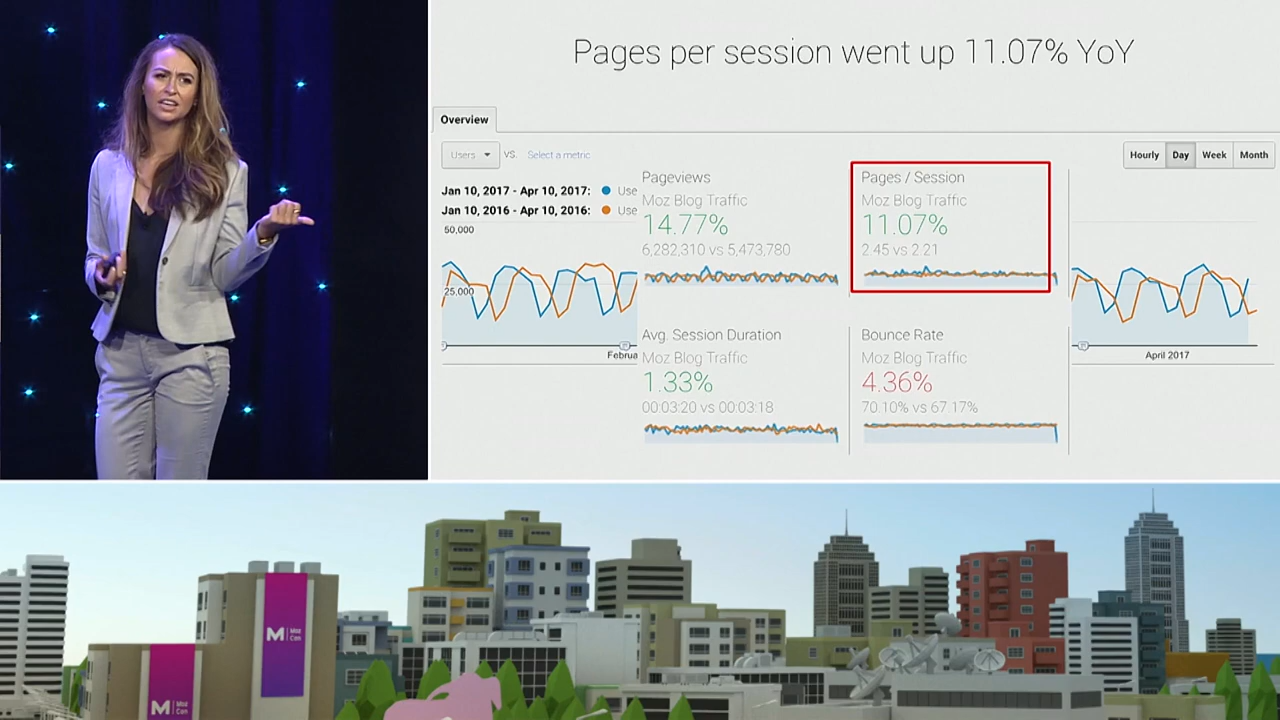 Pages per session went up 11.07% YoY
Overview
Users
VS.
Select a metric
Hourly
Day
Week
Month
Jan 10, 2017 - Apr 10, 2017:
Use
Jan 10, 2016 - Apr 10, 2016:
Use
50,000
25,000
Februa
Pageviews
Moz Blog Traffic
14.77%
6,282,310 vs 5,473,780
Pages / Session
Moz Blog Traffic
11.07%
2.45 vs 2.21
Avg. Session Duration
Moz Blog Traffic
1.33%
00:03:20 vs 00:03:18
Bounce Rate
Moz Blog Traffic
4.36%
70.10% vs 67.17%
April 2017
M Moz
Con
M Moz
Con